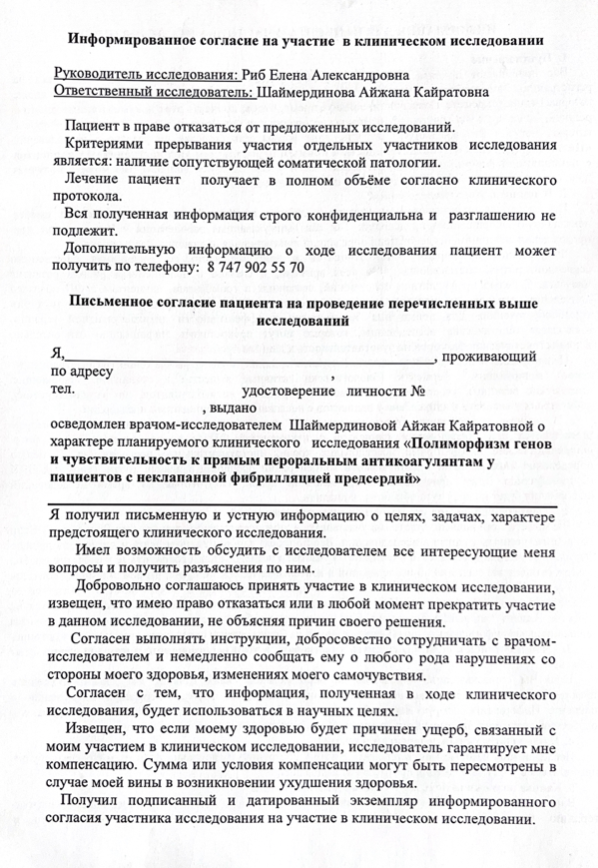 Информированное согласие на участие в клиническом исследовании
Руководитель исследования: Риб Елена Александровна
Ответственный исследователь: Шаймердинова Айжана Кайратовна
Пациент в праве отказаться от предложенных исследований.
Критериями прерывания участия отдельных участников исследования
является: наличие сопутствующей соматической патологии.
Лечение пациент получает в полном объёме согласно клинического
протокола.
Вся полученная информация строго конфиденциальна и разглашению не
подлежит.
Дополнительную информацию о ходе исследования пациент может
получить по телефону: 8 747 902 55 70
Письменное согласие пациента на проведение перечисленных выше
исследований
Я,________________________________________, проживающий
по адресу ,
тел. удостоверение личности №
, выдано
осведомлен врачом-исследователем Шаймердиновой Айжан Кайратовной о
характере планируемого клинического исследования «Полиморфизм генов
и чувствительность к прямым пероральным антикоагулянтам у
пациентов с неклапанной фибрилляцией предсердий»
Я получил письменную и устную информацию о целях, задачах, характере
предстоящего клинического исследования.
Имел возможность обсудить с исследователем все интересующие меня
вопросы и получить разъяснения по ним.
Добровольно соглашаюсь принять участие в клиническом исследовании,
извещен, что имею право отказаться или в любой момент прекратить участие
в данном исследовании, не объясняя причин своего решения.
Согласен выполнять инструкции, добросовестно сотрудничать с врачом-
исследователем и немедленно сообщать ему о любого рода нарушениях со
стороны моего здоровья, изменениях моего самочувствия.
Согласен с тем, что информация, полученная в ходе клинического
исследования, будет использоваться в научных целях.
Извещен, что если моему здоровью будет причинен ущерб, связанный с
моим участием в клиническом исследовании, исследователь гарантирует мне
компенсацию. Сумма или условия компенсации могут быть пересмотрены в
случае моей вины в возникновении ухудшения здоровья.
Получил подписанный и датированный экземпляр информированного
согласия участника исследования на участие в клиническом исследовании.